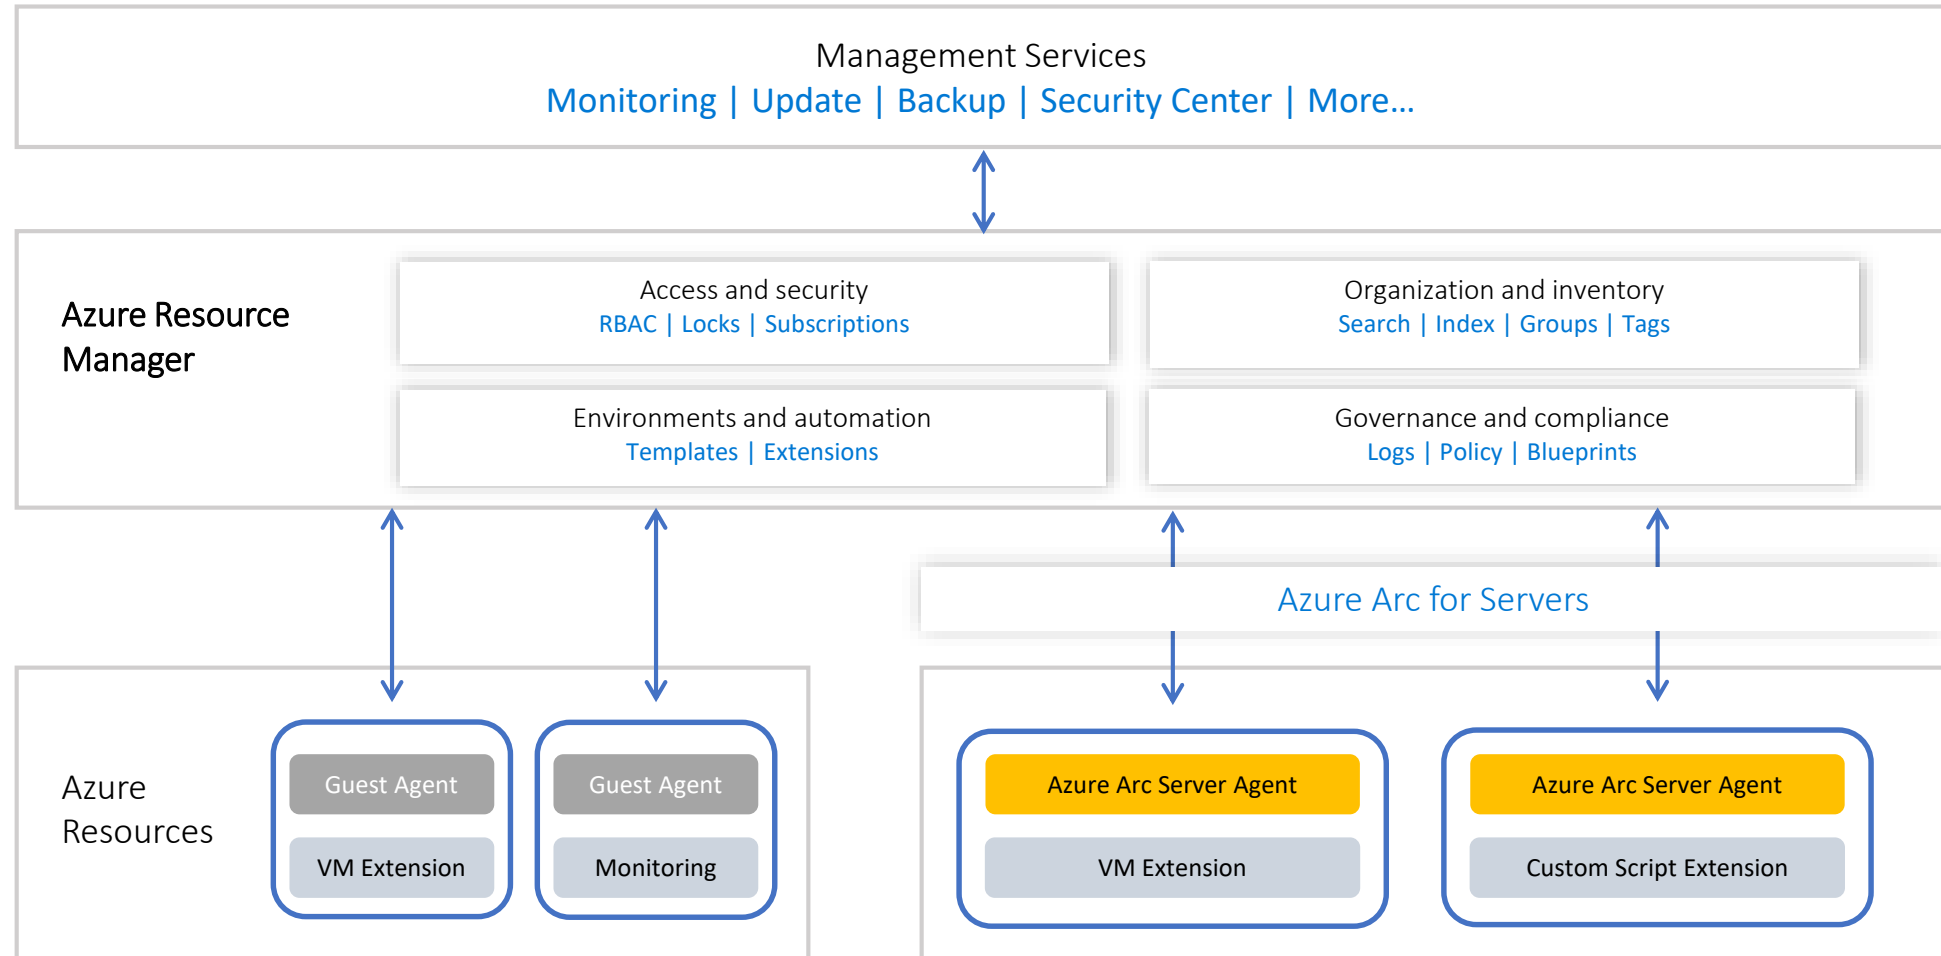 Management Services
Monitoring | Update | Backup | Security Center | More...
Azure Resource
Manager
Access and security
RBAC | Locks | Subscriptions
Organization and inventory
Search | Index | Groups | Tags
Environments and automation
Templates | Extensions
Governance and compliance
Logs | Policy | Blueprints
Azure Arc for Servers
Azure
Resources
Guest Agent
VM Extension
Guest Agent
Monitoring
Azure Arc Server Agent
VM Extension
Azure Arc Server Agent
Custom Script Extension